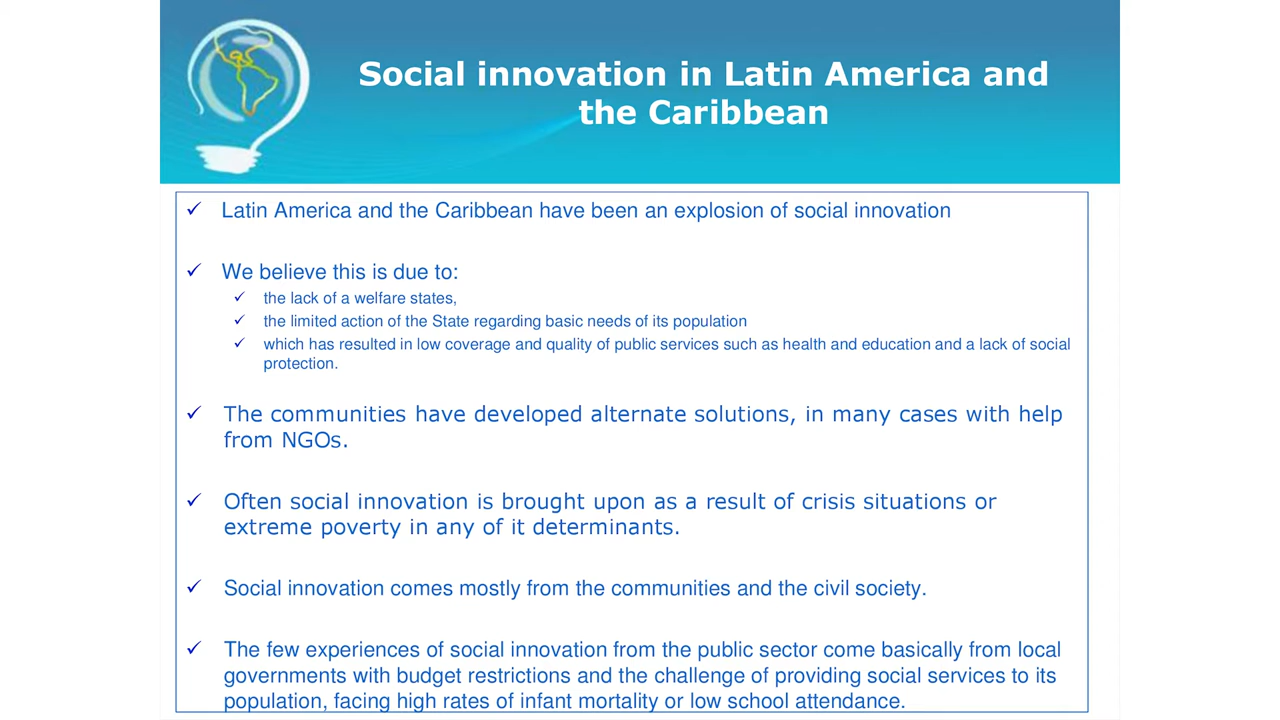 Social innovation in Latin America and
the Caribbean
✓ Latin America and the Caribbean have been an explosion of social innovation
✓ We believe this is due to:
✓ the lack of a welfare states,
✓ the limited action of the State regarding basic needs of its population
✓ which has resulted in low coverage and quality of public services such as health and education and a lack of social
protection.
✓ The communities have developed alternate solutions, in many cases with help
from NGOs.
✓ Often social innovation is brought upon as a result of crisis situations or
extreme poverty in any of it determinants.
✓ Social innovation comes mostly from the communities and the civil society.
✓ The few experiences of social innovation from the public sector come basically from local
governments with budget restrictions and the challenge of providing social services to its
population, facing high rates of infant mortality or low school attendance.